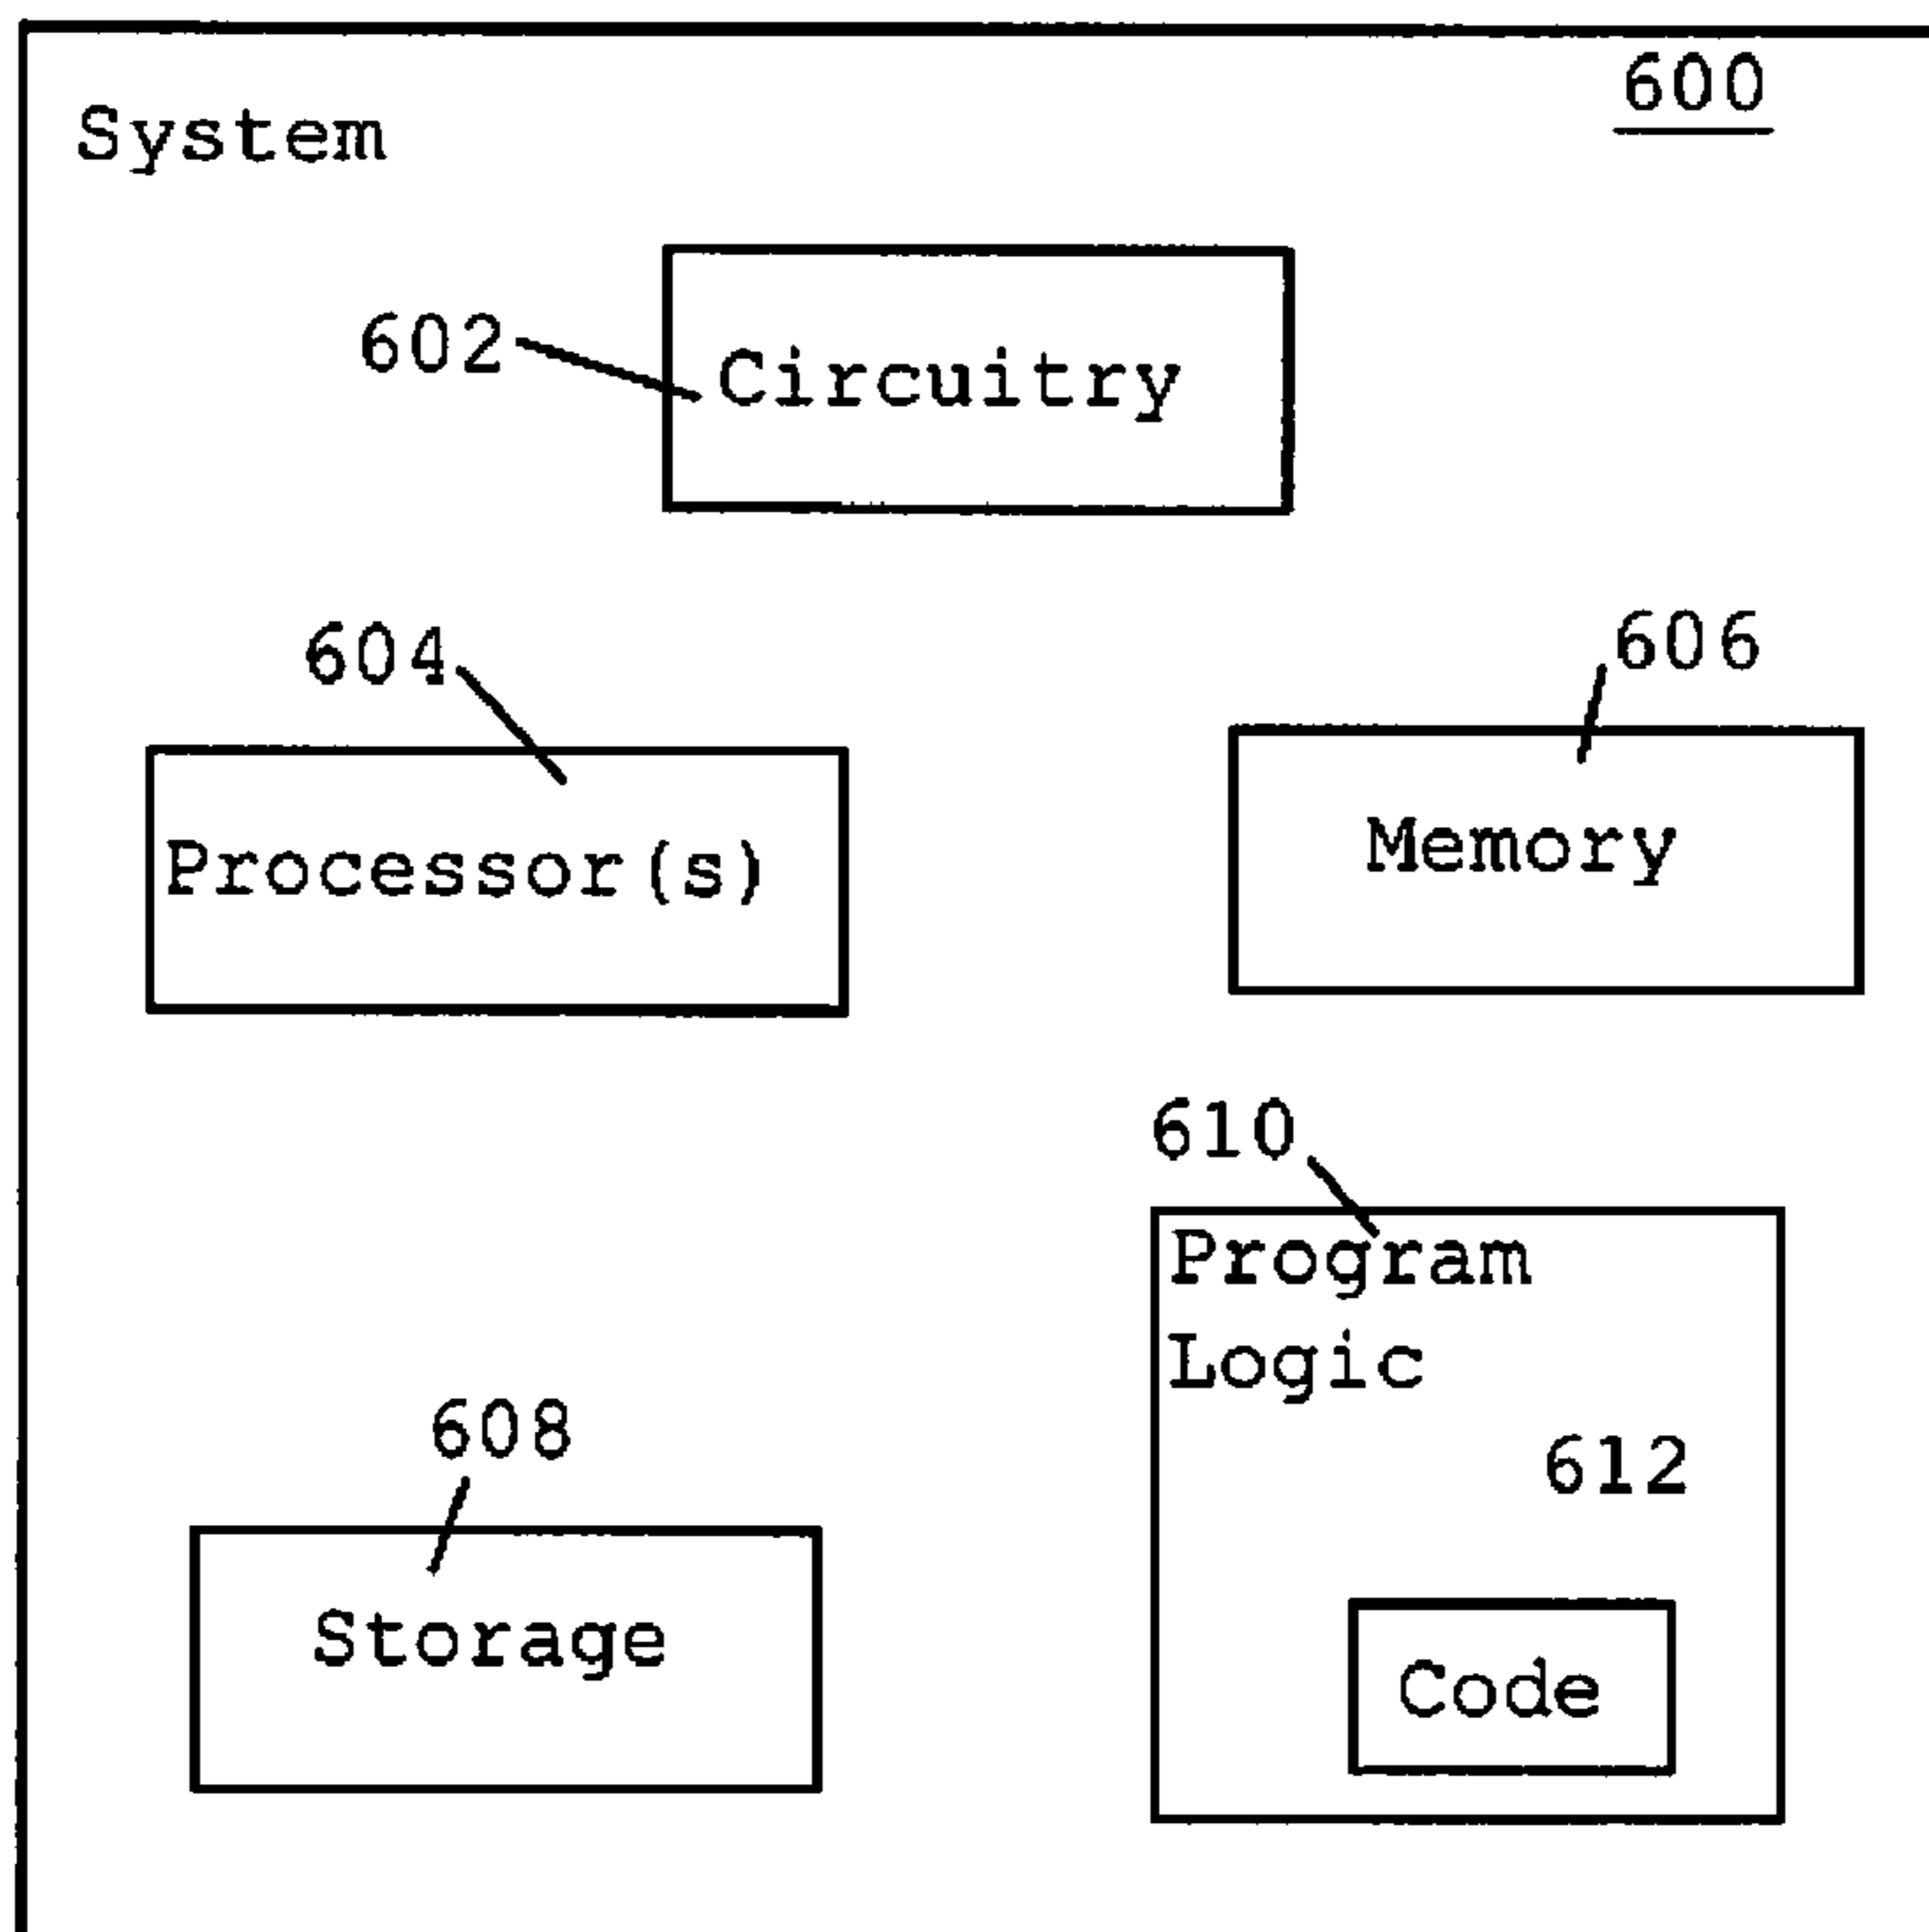 600
System
602
Circuitry
604
606
Processor(s)
Memory
610
Program
Logic
608
612
Storage
Code